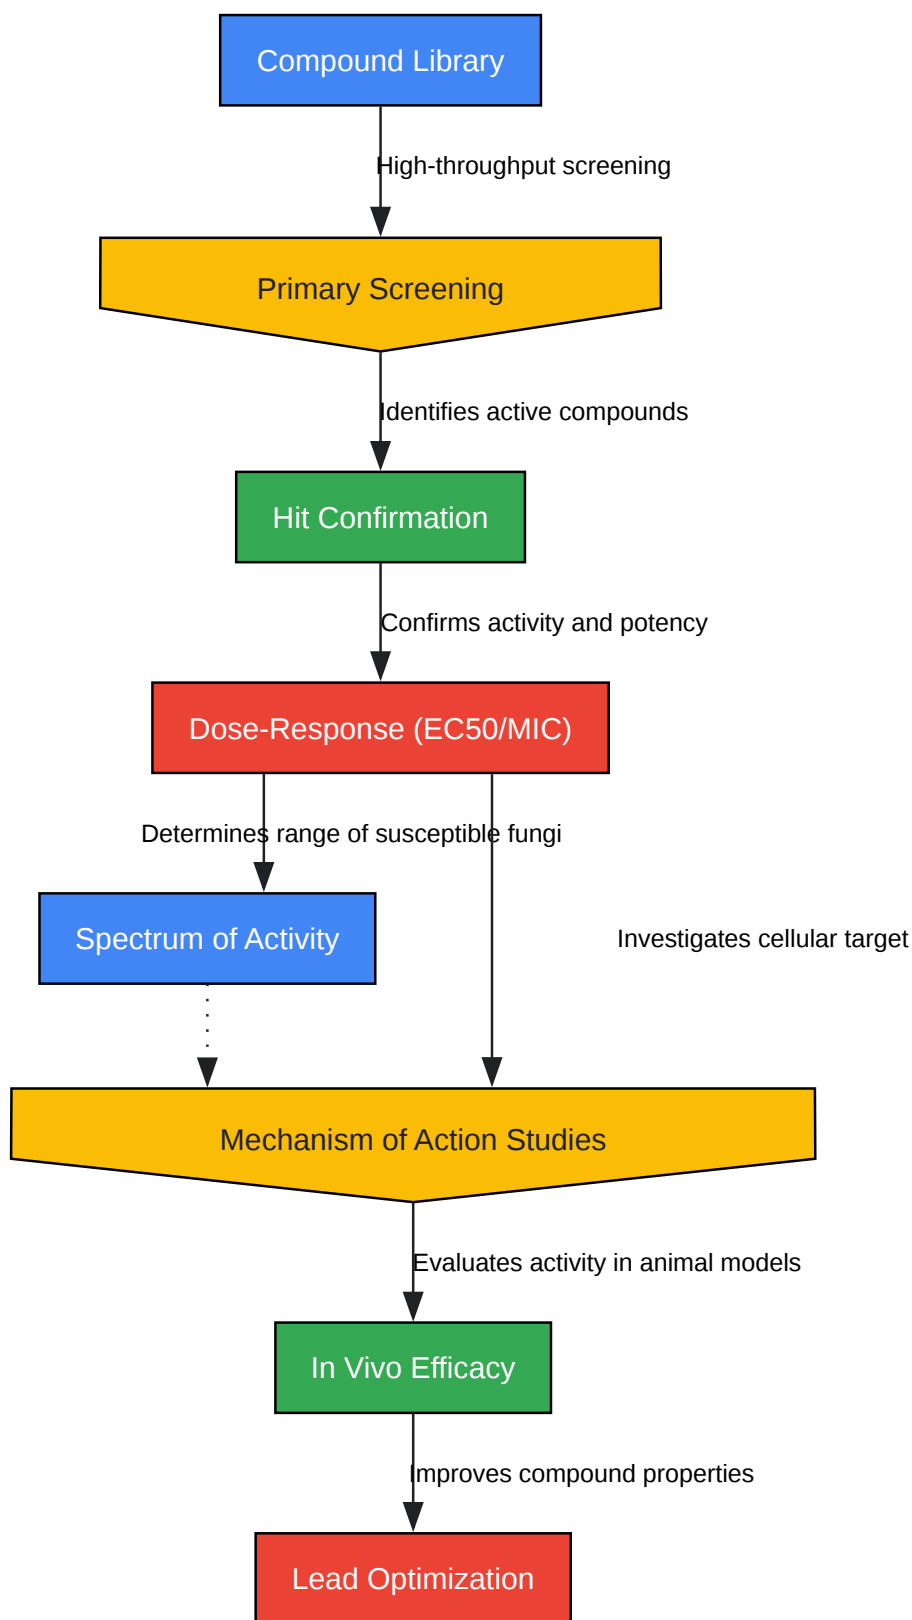 Compound Library
High-throughput screening
Primary Screening
Identifies active compounds
Hit Confirmation
Confirms activity and potency
Dose-Response (EC50/MIC)
Determines range of susceptible fungi
Spectrum of Activity
Investigates cellular target
Mechanism of Action Studies
Evaluates activity in animal models
In Vivo Efficacy
Improves compound properties
Lead Optimization